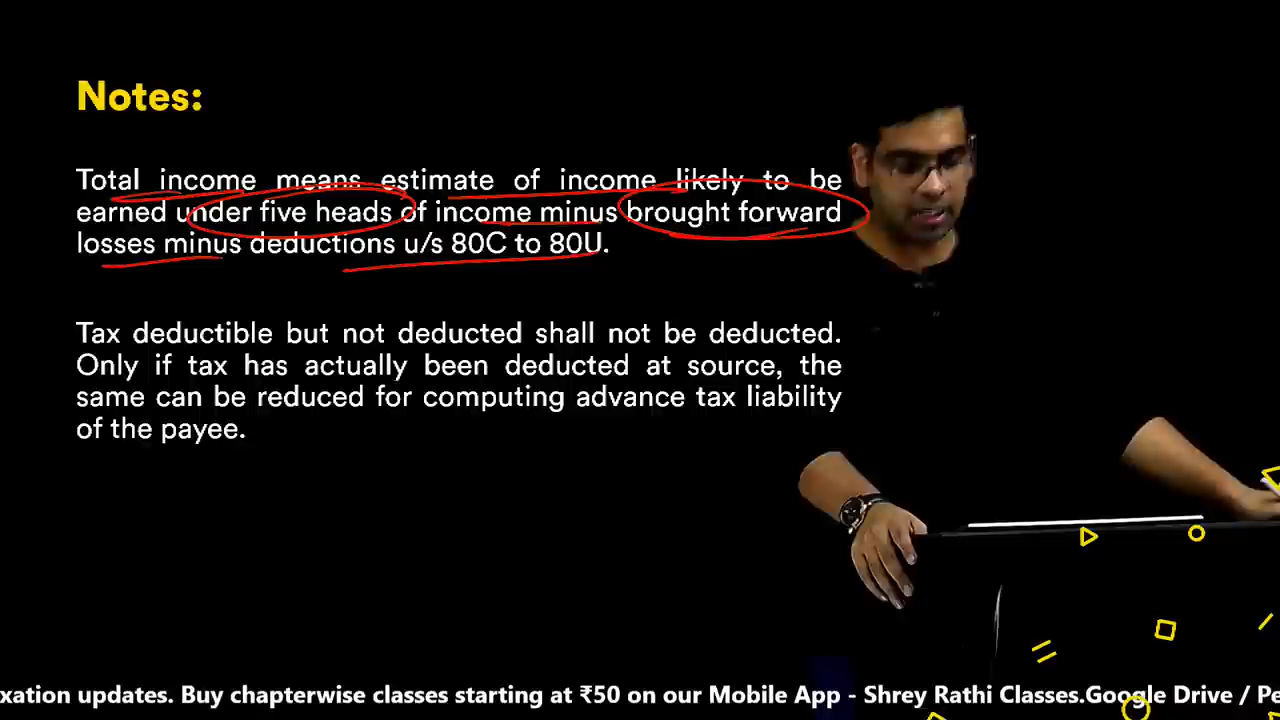 Notes:
Total income means estimate of income likely to be
earned under five heads of income minus brought forward
losses minus deductions u/s 80C to 80U.
Tax deductible but not deducted shall not be deducted.
Only if tax has actually been deducted at source, the
same can be reduced for computing advance tax liability
of the payee.
xation updates. Buy chapterwise classes starting at ₹50 on our Mobile App - Shrey Rathi Classes.Google Drive / Pe